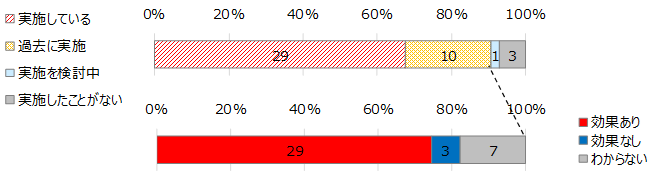 実施している
過去に実施
実施を検討中
実施したことがない
0% 20% 40% 60% 80% 100%
29 10 1 3
0% 20% 40% 60% 80% 100%
29 3 7
効果あり
効果なし
わからない